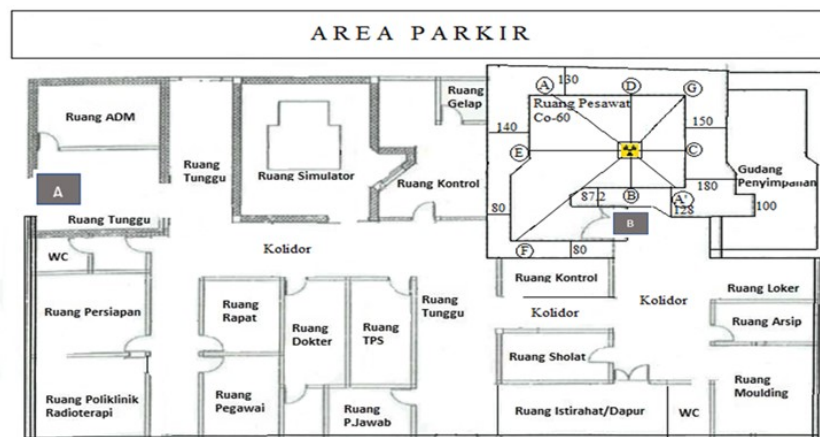 AREA PARKIR
Ruang ADM
A
Ruang Tunggu
Ruang
Tunggu
Ruang Simulator
Ruang
Gelap
Ruang Kontrol
A
130
D
G
Ruang Pesawat
Co-60
140
150
E
C
180
Gudang
Penyimpanan
80
87.2
B
A'
128
100
B
F
80
WC
Kolidor
Ruang Kontrol
Ruang Persiapan
Ruang
Rapat
Ruang
Dokter
Ruang
TPS
Ruang
Tunggu
Kolidor
Kolidor
Ruang Loker
Ruang Arsip
Ruang Sholat
Ruang Poliklinik
Radioterapi
Ruang
Pegawai
Ruang
P.Jawab
Ruang Istirahat/Dapur
WC
Ruang
Moulding